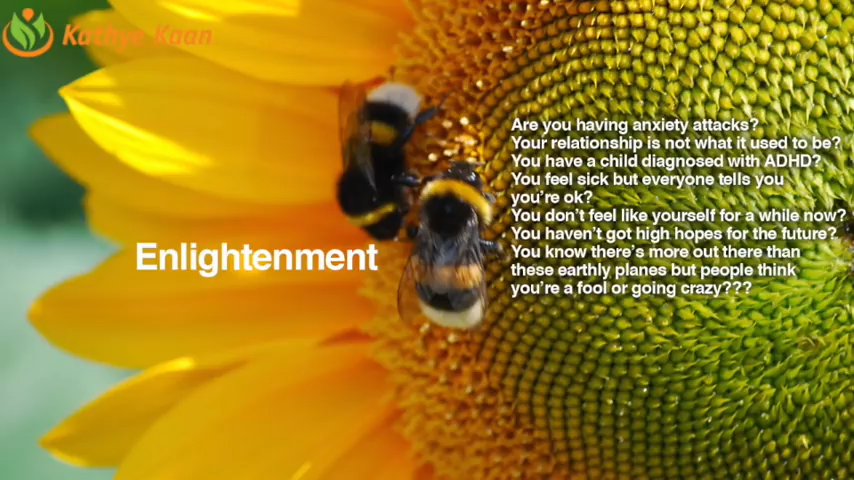 Kathye Kaan
Are you having anxiety attacks?
Your relationship is not what it used to be?
You have a child diagnosed with ADHD?
You feel sick but everyone tells you
you're ok?
You don't feel like yourself for a while now?
You haven't got high hopes for the future?
You know there's more out there than
these earthly planes but people think
you're a fool or going crazy???
Enlightenment